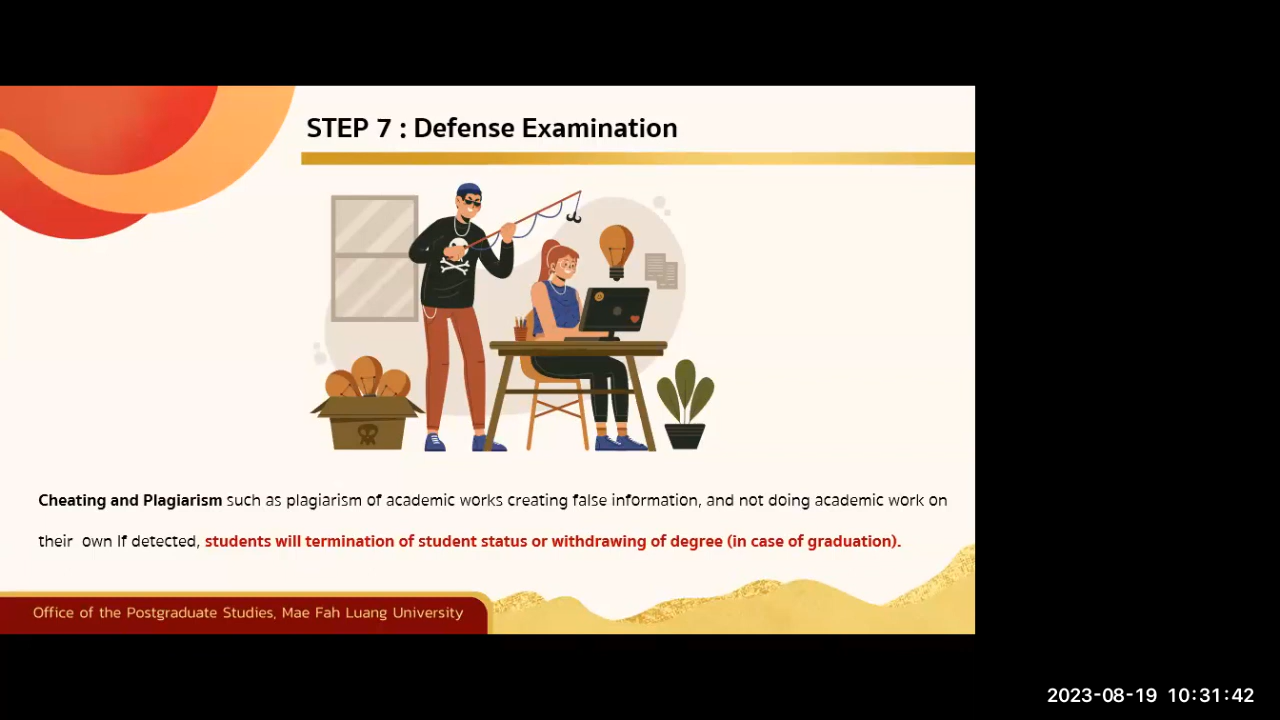 STEP 7 : Defense Examination
Cheating and Plagiarism such as plagiarism of academic works creating false information, and not doing academic work on
their own If detected, students will termination of student status or withdrawing of degree (in case of graduation).
Office of the Postgraduate Studies, Mae Fah Luang University
2023-08-19 10:31:42